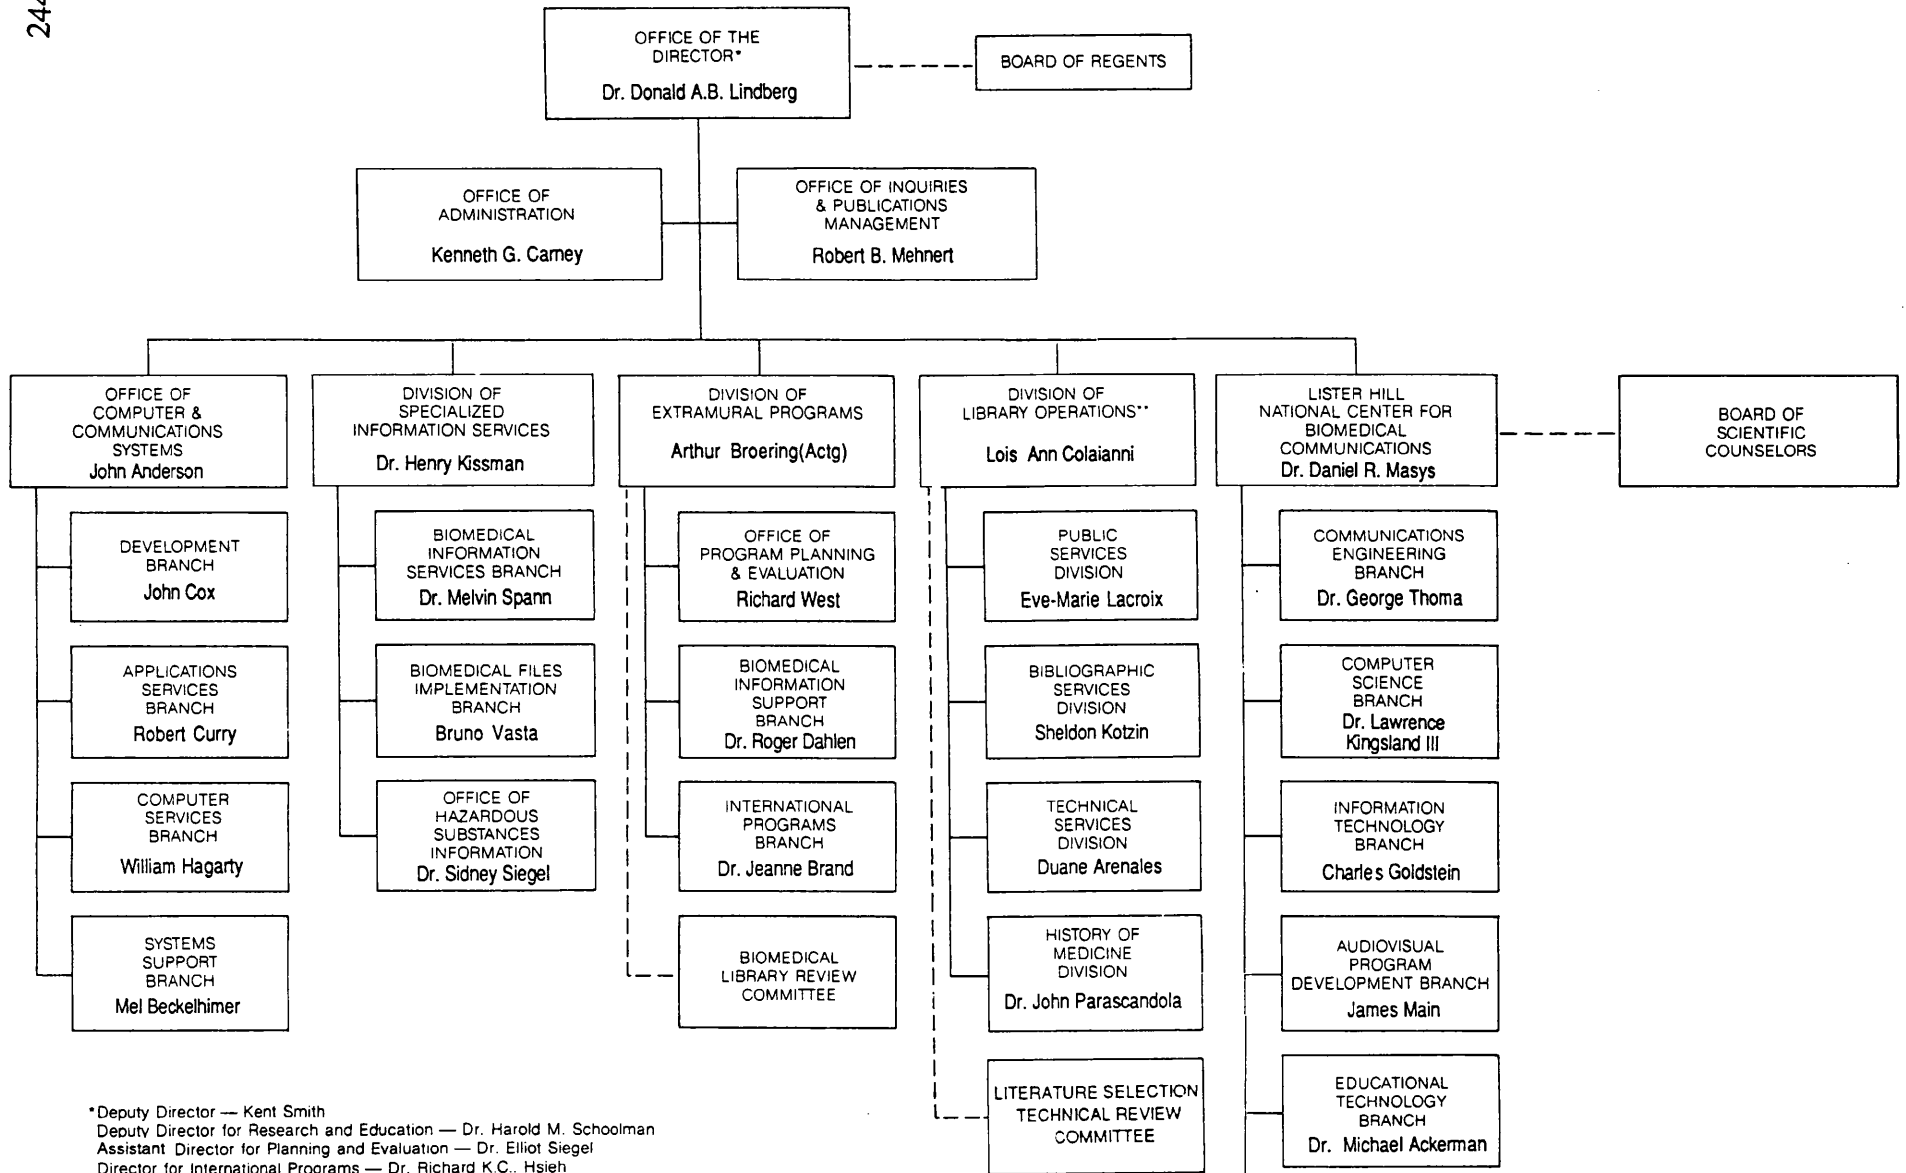 244
OFFICE OF THE
DIRECTOR*
Dr. Donald A.B. Lindberg
BOARD OF REGENTS
OFFICE OF
ADMINISTRATION
Kenneth G. Carney
OFFICE OF INQUIRIES
& PUBLICATIONS
MANAGEMENT
Robert B. Mehnert
OFFICE OF
COMPUTER &
COMMUNICATIONS
SYSTEMS
John Anderson
DIVISION OF
SPECIALIZED
INFORMATION SERVICES
Dr. Henry Kissman
DIVISION OF
EXTRAMURAL PROGRAMS
Arthur Broering(Actg)
DIVISION OF
LIBRARY OPERATIONS**
Lois Ann Colaianni
LISTER HILL
NATIONAL CENTER FOR
BIOMEDICAL
COMMUNICATIONS
Dr. Daniel R. Masys
BOARD OF
SCIENTIFIC
COUNSELORS
DEVELOPMENT
BRANCH
John Cox
APPLICATIONS
SERVICES
BRANCH
Robert Curry
COMPUTER
SERVICES
BRANCH
William Hagarty
SYSTEMS
SUPPORT
BRANCH
Mel Beckelhimer
BIOMEDICAL
INFORMATION
SERVICES BRANCH
Dr. Melvin Spann
BIOMEDICAL FILES
IMPLEMENTATION
BRANCH
Bruno Vasta
OFFICE OF
HAZARDOUS
SUBSTANCES
INFORMATION
Dr. Sidney Siegel
OFFICE OF
PROGRAM PLANNING
& EVALUATION
Richard West
BIOMEDICAL
INFORMATION
SUPPORT
BRANCH
Dr. Roger Dahlen
INTERNATIONAL
PROGRAMS
BRANCH
Dr. Jeanne Brand
BIOMEDICAL
LIBRARY REVIEW
COMMITTEE
PUBLIC
SERVICES
DIVISION
Eve-Marie Lacroix
BIBLIOGRAPHIC
SERVICES
DIVISION
Sheldon Kotzin
TECHNICAL
SERVICES
DIVISION
Duane Arenales
HISTORY OF
MEDICINE
DIVISION
Dr. John Parascandola
LITERATURE SELECTION
TECHNICAL REVIEW
COMMITTEE
COMMUNICATIONS
ENGINEERING
BRANCH
Dr. George Thoma
COMPUTER
SCIENCE
BRANCH
Dr. Lawrence
Kingsland III
INFORMATION
TECHNOLOGY
BRANCH
Charles Goldstein
AUDIOVISUAL
PROGRAM
DEVELOPMENT BRANCH
James Main
EDUCATIONAL
TECHNOLOGY
BRANCH
Dr. Michael Ackerman
*Deputy Director — Kent Smith
Deputy Director for Research and Education — Dr. Harold M. Schoolman
Assistant Director for Planning and Evaluation — Dr. Elliot Siegel
Director for International Programs — Dr. Richard K.C.. Hsieh